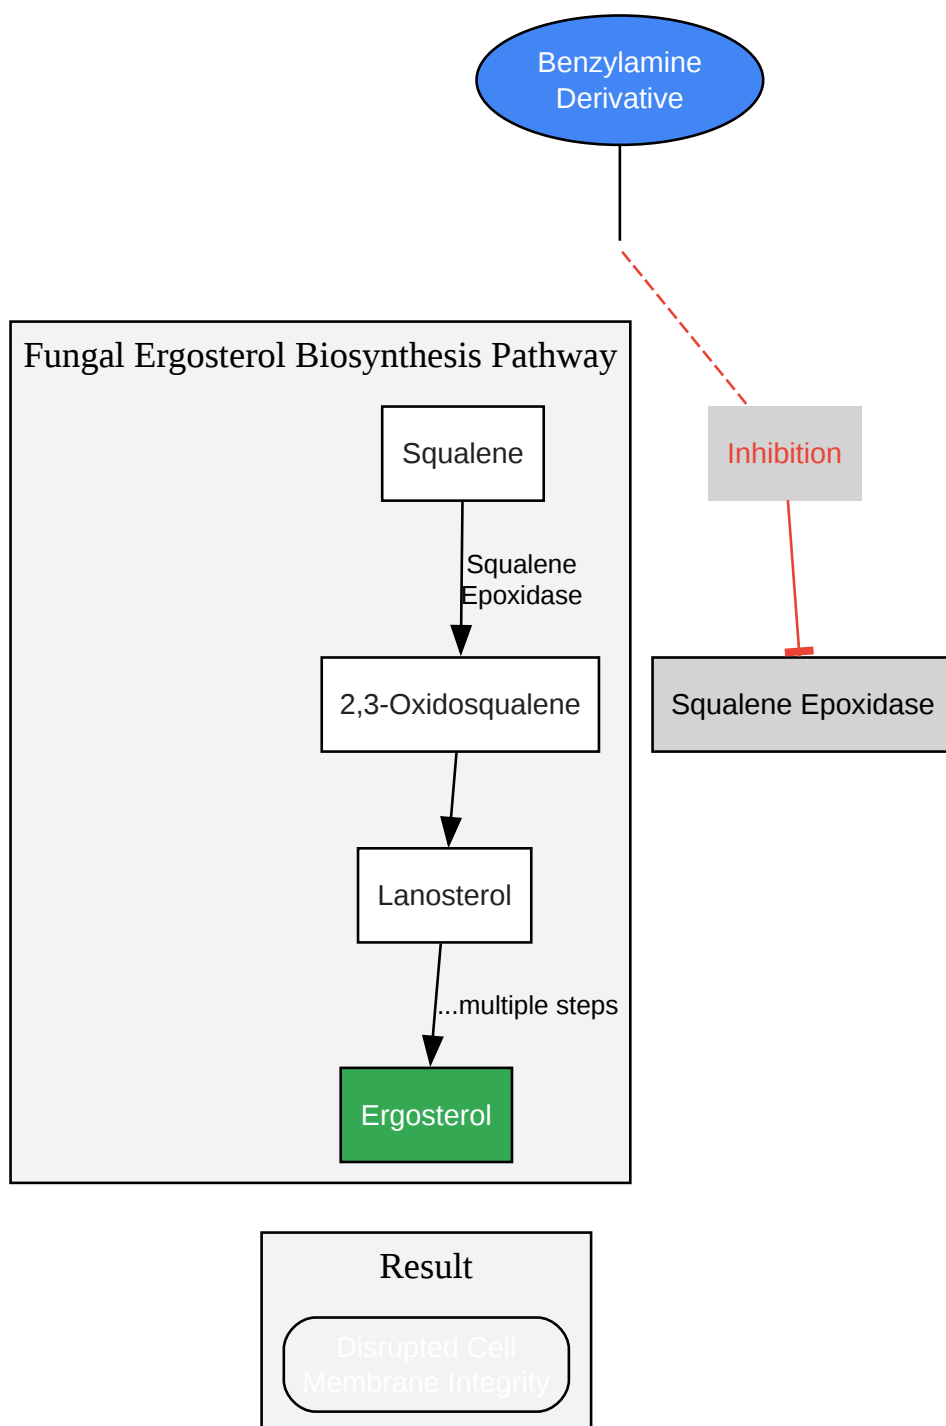 Benzylamine
Derivative
Fungal Ergosterol Biosynthesis Pathway
Squalene
Inhibition
Squalene
Epoxidase
2,3-Oxidosqualene
Squalene Epoxidase
Lanosterol
...multiple steps
Ergosterol
Result
Disrupted Cell
Membrane Integrity